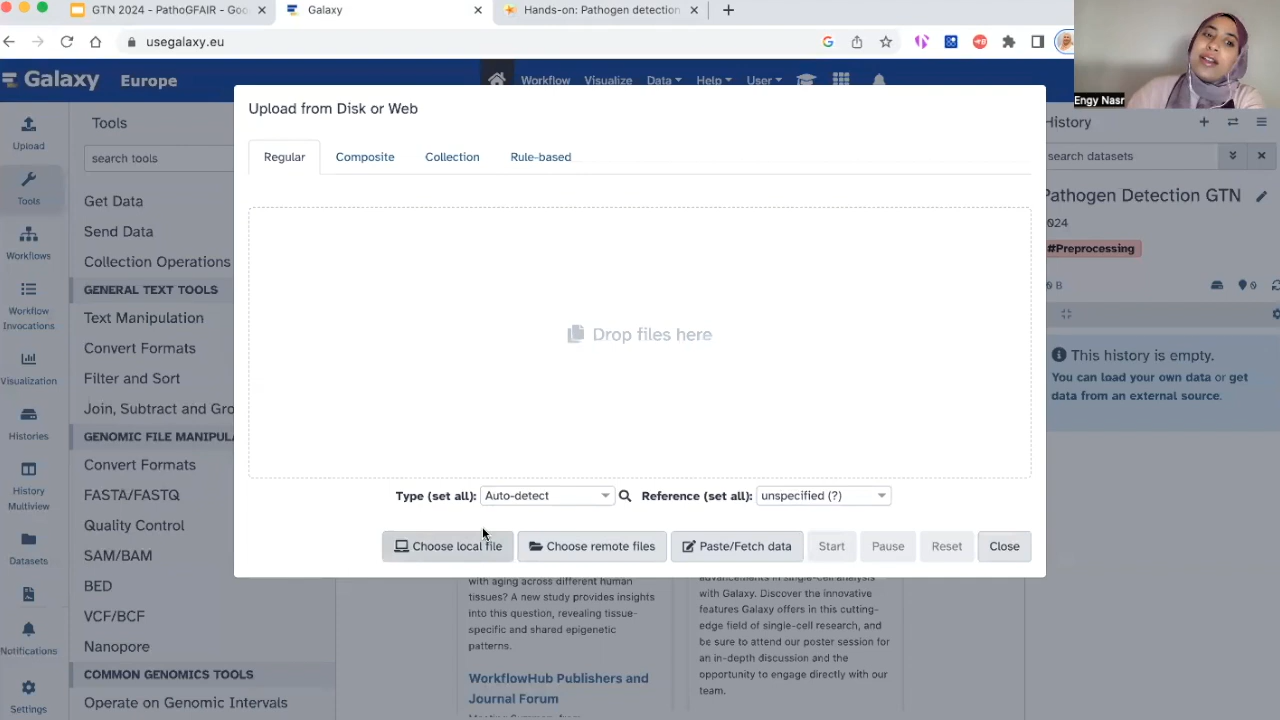 GTN 2024 - PathoGFAIR - Goo
Galaxy
Hands-on: Pathogen detection
usegalaxy.eu
Galaxy Europe
Workflow Visualize Data Help User
Engy Nasr
Upload
Tools
Workflows
Workflow Invocations
Visualization
Histories
History Multiview
Datasets
Notifications
Settings
Tools
search tools
Get Data
Send Data
Collection Operations
GENERAL TEXT TOOLS
Text Manipulation
Convert Formats
Filter and Sort
Join, Subtract and Gro
GENOMIC FILE MANIPULA
Convert Formats
FASTA/FASTQ
Quality Control
SAM/BAM
BED
VCF/BCF
Nanopore
COMMON GENOMICS TOOLS
Operate on Genomic Intervals
Upload from Disk or Web
Regular Composite Collection Rule-based
Drop files here
Type (set all): Auto-detect Reference (set all): unspecified (?)
Choose local file Choose remote files Paste/Fetch data Start Pause Reset Close
with aging across different human
tissues? A new study provides insights
into this question, revealing tissue-
specific and shared epigenetic
patterns.
WorkflowHub Publishers and
Journal Forum
advancements in single-cell analysis
with Galaxy. Discover the innovative
features Galaxy offers in this cutting-
edge field of single-cell research, and
be sure to attend our poster session for
an in-depth discussion and the
opportunity to engage directly with our
team.
History
search datasets
Pathogen Detection GTN
024
#Preprocessing
0 B
0
This history is empty.
You can load your own data or get
data from an external source.